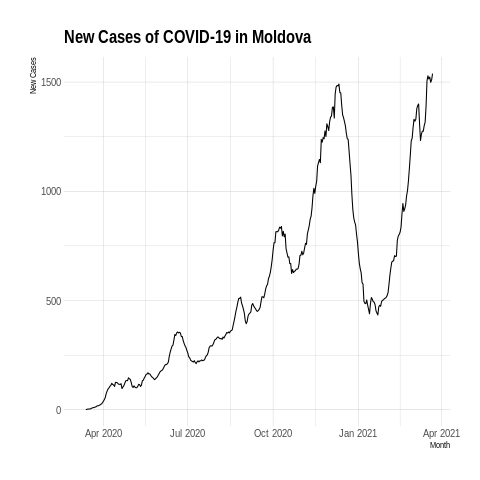 New Cases of COVID-19 in Moldova
New Cases
1500
1000
500
0
Apr 2020 Jul 2020 Oct 2020 Jan 2021 Apr 2021
Month